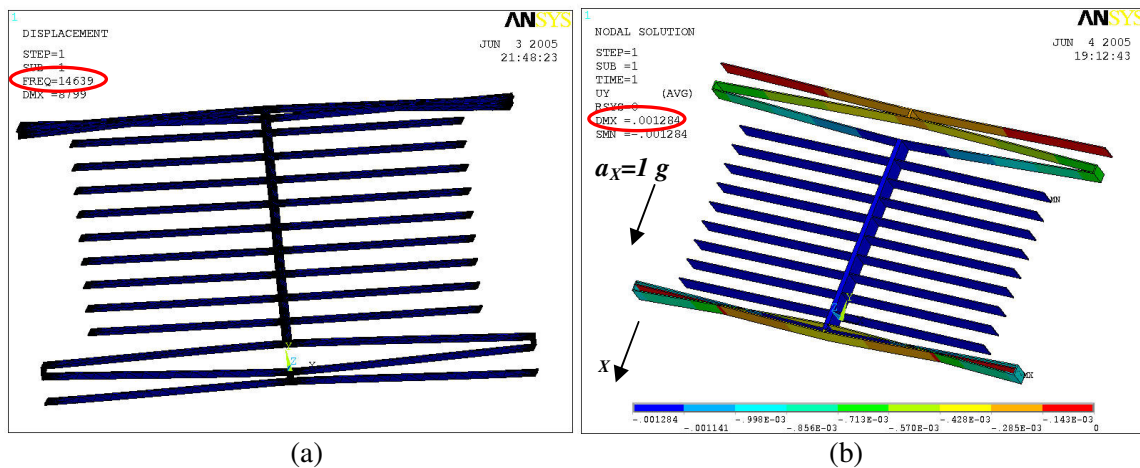 1
ANSYS
DISPLACEMENT
JUN 3 2005
21:48:23
STEP=1
SUB =1
FREQ=14639
DMX =8799
Y
Z
X
(a)
1
ANSYS
NODAL SOLUTION
JUN 4 2005
19:12:43
STEP=1
SUB =1
TIME=1
UY (AVG)
RSYS=0
DMX =.001284
SMN =-.001284
aX=1 g
MN
Y
Z
X
MX
-.001284 -.998E-03 -.713E-03 -.428E-03 -.143E-03
-.001141 -.856E-03 -.570E-03 -.285E-03 0
(b)